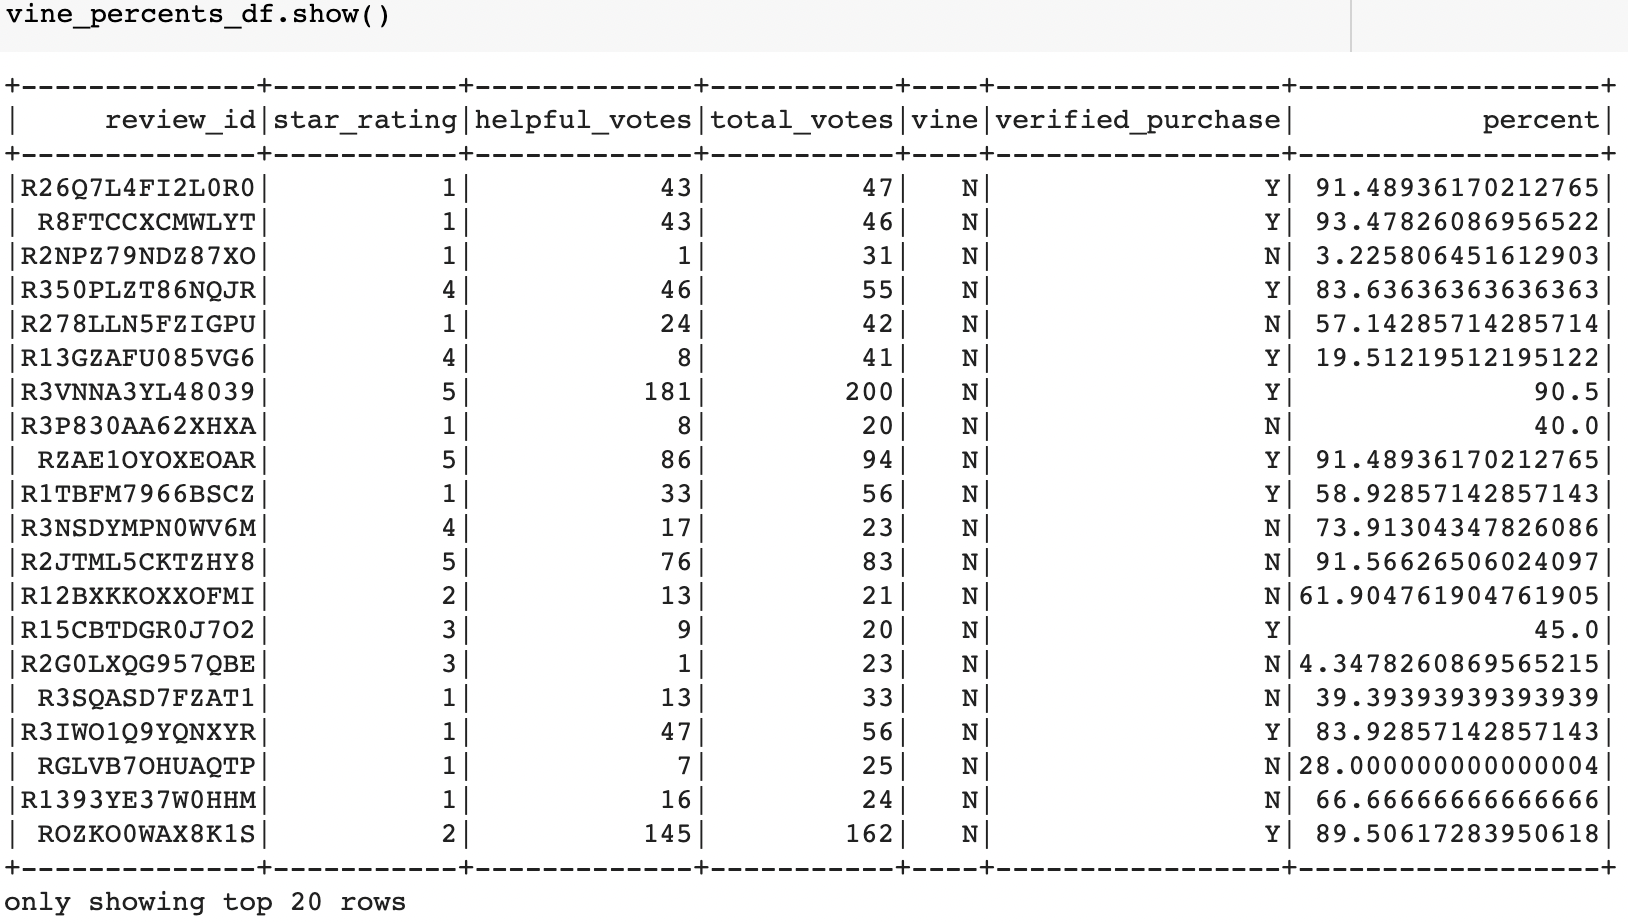 vine_percents_df.show()
+--------------+-----------+-------------+-----------+----+-----------------+------------------+
|     review_id|star_rating|helpful_votes|total_votes|vine|verified_purchase|           percent|
+--------------+-----------+-------------+-----------+----+-----------------+------------------+
|R26Q7L4FI2L0R0|          1|           43|         47|   N|                Y| 91.48936170212765|
| R8FTCCXCMWLYT|          1|           43|         46|   N|                Y| 93.47826086956522|
|R2NPZ79NDZ87XO|          1|            1|         31|   N|                N| 3.225806451612903|
|R350PLZT86NQJR|          4|           46|         55|   N|                Y| 83.63636363636363|
|R278LLN5FZIGPU|          1|           24|         42|   N|                N| 57.14285714285714|
|R13GZAFU085VG6|          4|            8|         41|   N|                Y| 19.51219512195122|
|R3VNNA3YL48039|          5|          181|        200|   N|                Y|              90.5|
|R3P830AA62XHXA|          1|            8|         20|   N|                N|              40.0|
| RZAE1OYOXEOAR|          5|           86|         94|   N|                Y| 91.48936170212765|
|R1TBFM7966BSCZ|          1|           33|         56|   N|                Y| 58.92857142857143|
|R3NSDYMPN0WV6M|          4|           17|         23|   N|                N| 73.91304347826086|
|R2JTML5CKTZHY8|          5|           76|         83|   N|                N| 91.56626506024097|
|R12BXKKOXXOFMI|          2|           13|         21|   N|                N|61.904761904761905|
|R15CBTDGR0J7O2|          3|            9|         20|   N|                Y|              45.0|
|R2G0LXQG957QBE|          3|            1|         23|   N|                N|4.3478260869565215|
| R3SQASD7FZAT1|          1|           13|         33|   N|                N| 39.39393939393939|
|R3IWO1Q9YQNXYR|          1|           47|         56|   N|                Y| 83.92857142857143|
| RGLVB7OHUAQTP|          1|            7|         25|   N|                N|28.000000000000004|
|R1393YE37W0HHM|          1|           16|         24|   N|                N| 66.66666666666666|
| ROZKO0WAX8K1S|          2|          145|        162|   N|                Y| 89.50617283950618|
+--------------+-----------+-------------+-----------+----+-----------------+------------------+
only showing top 20 rows